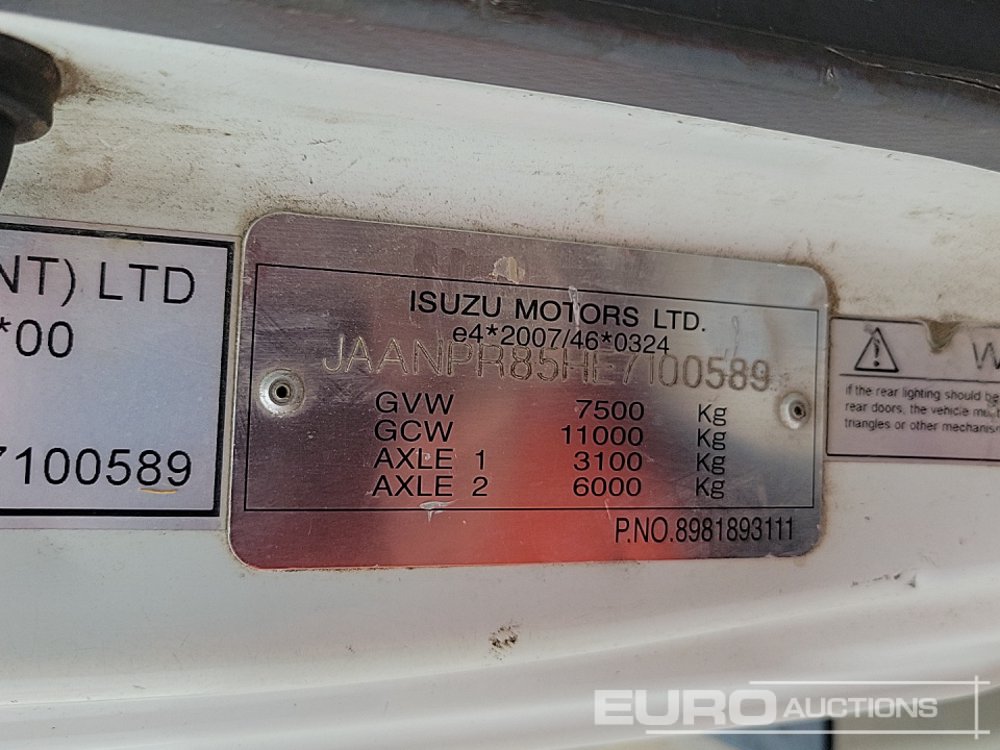 NT) LTD
*00
7100589
ISUZU MOTORS LTD.
e4*2007/46*0324
JAANPR85HE7100589
GVW 7500 Kg
GCW 11000 Kg
AXLE 1 3100 Kg
AXLE 2 6000 Kg
P.NO.8981893111
W
if the rear lighting should be
rear doors, the vehicle
triangles or other mechanism
EURO AUCTIONS